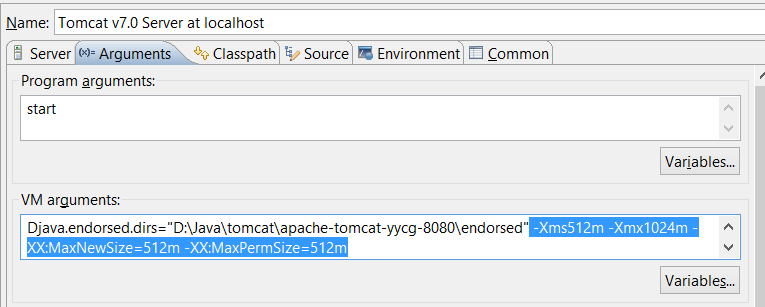 Name: Tomcat v7.0 Server at localhost
Server (x)= Arguments Classpath Source Environment Common
Program arguments:
start
Variables...
VM arguments:
Djava.endorsed.dirs="D:\Java\tomcat\apache-tomcat-yycg-8080\endorsed" -Xms512m -Xmx1024m -
XX:MaxNewSize=512m -XX:MaxPermSize=512m
Variables...